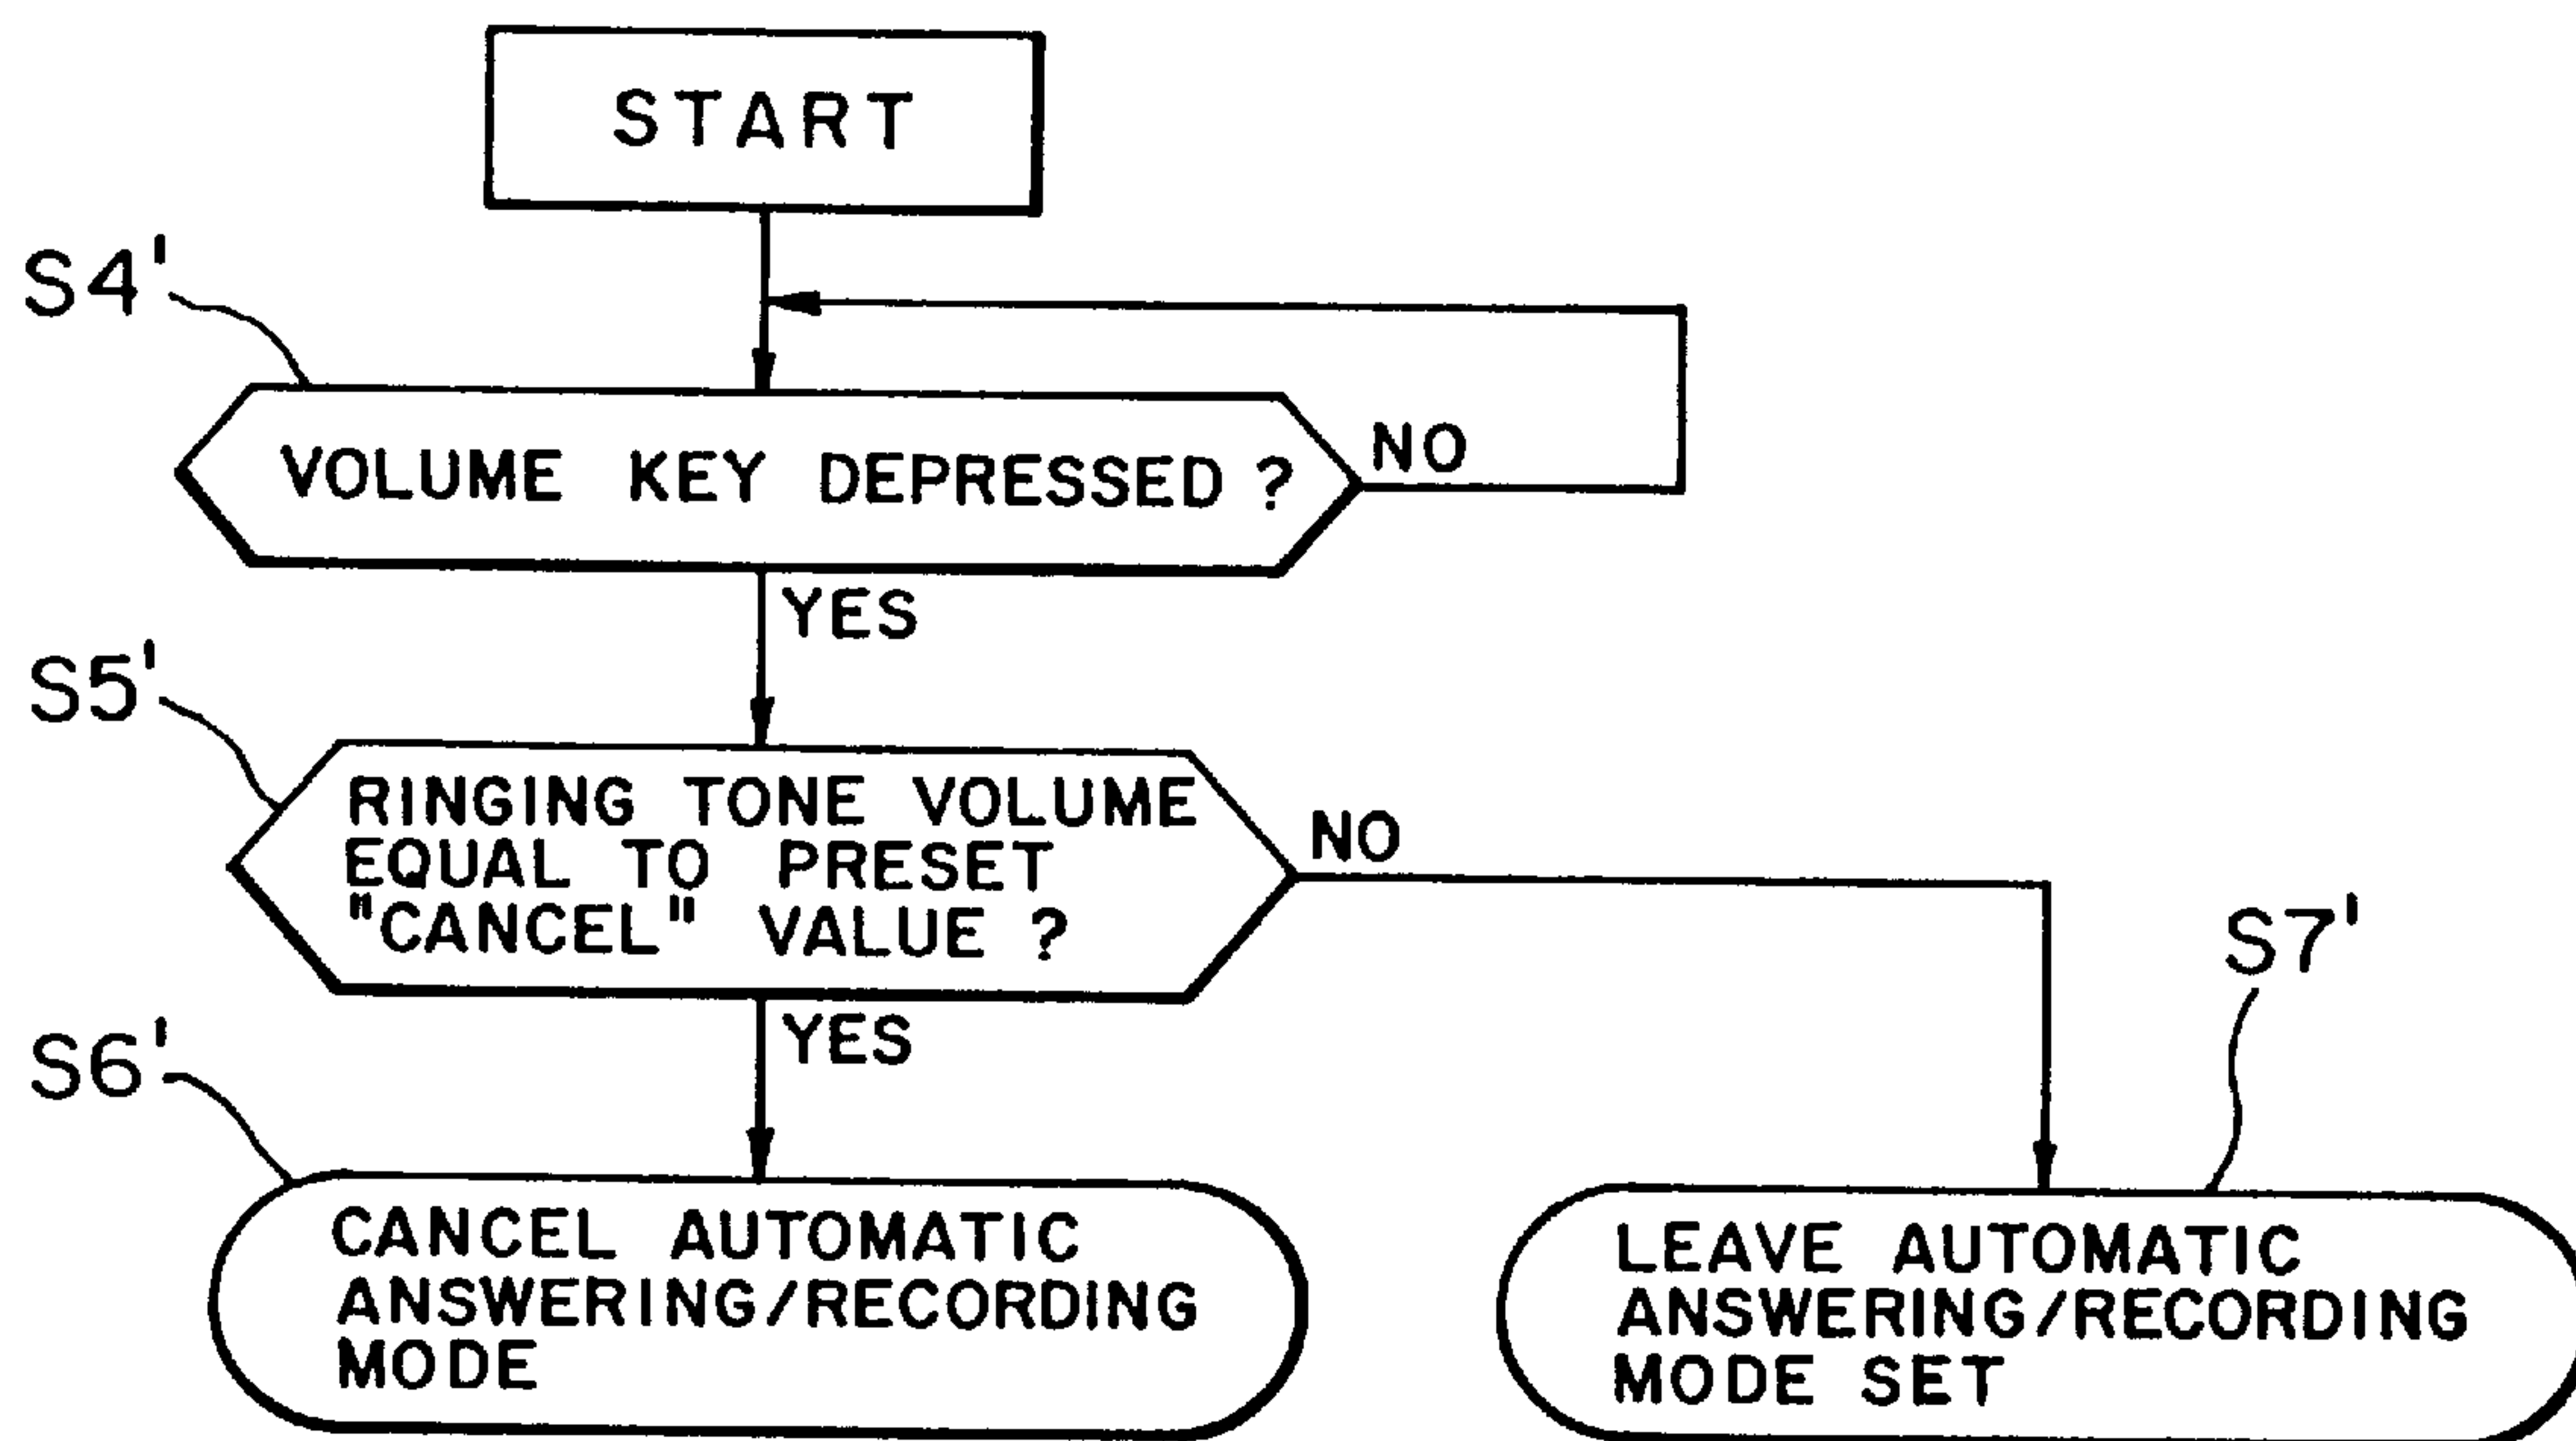 START
S4'
VOLUME KEY DEPRESSED ?
NO
YES
S5'
RINGING TONE VOLUME
EQUAL TO PRESET
"CANCEL" VALUE ?
NO
YES
S6'
CANCEL AUTOMATIC
ANSWERING/RECORDING
MODE
S7'
LEAVE AUTOMATIC
ANSWERING/RECORDING
MODE SET